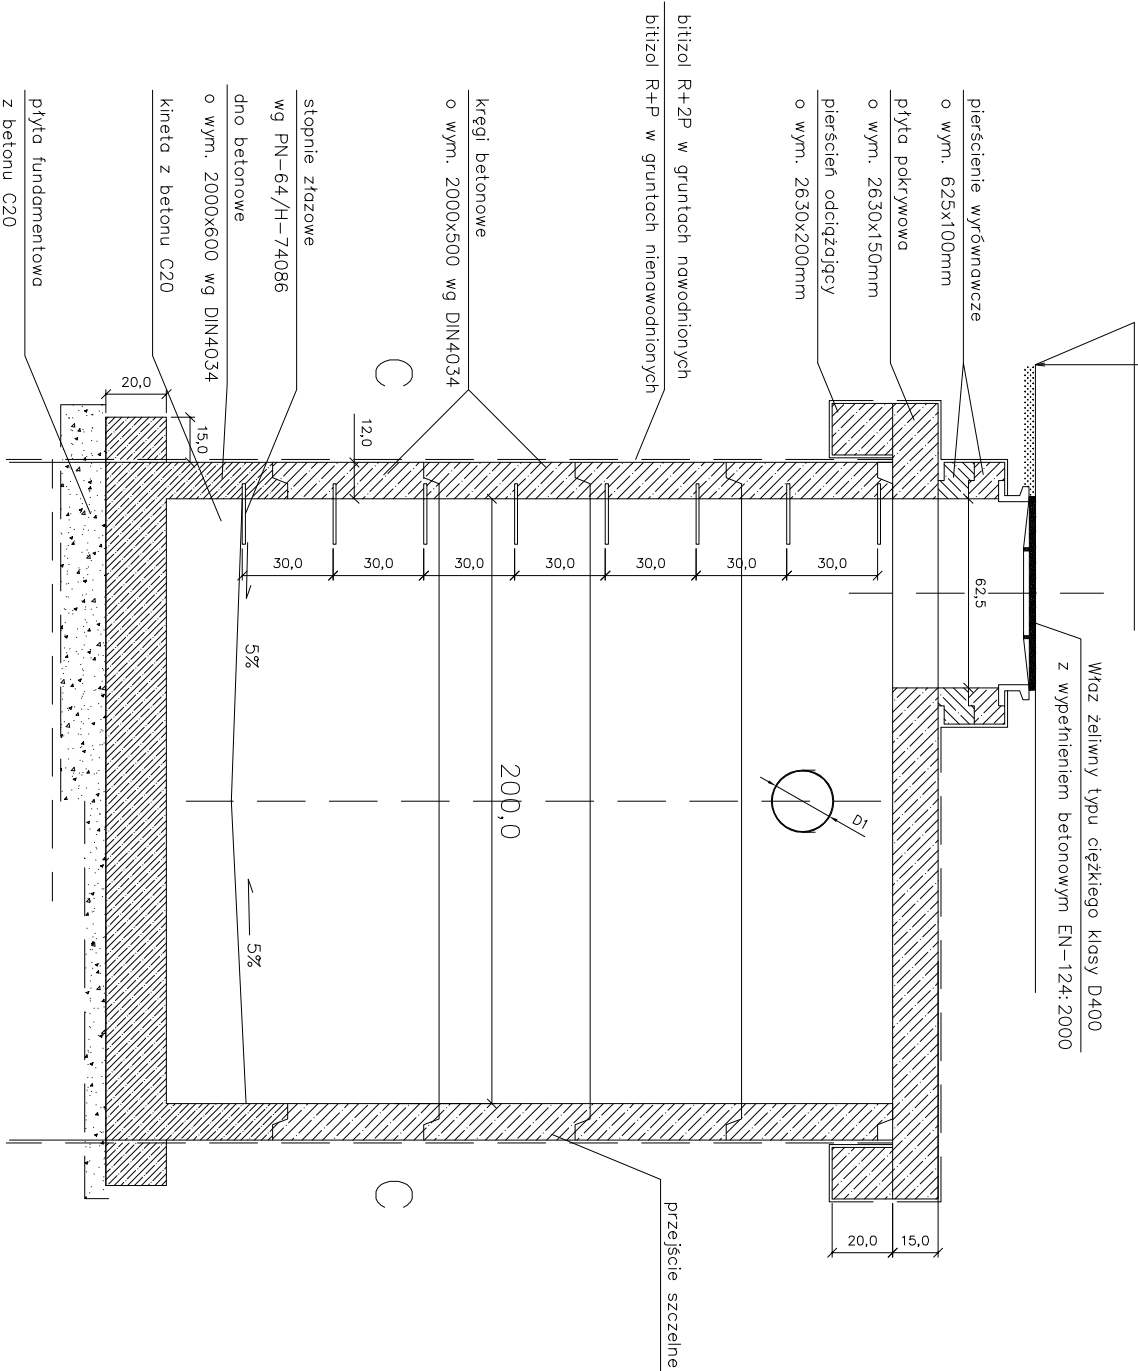 Właz żeliwny typu ciężkiego klasy D400
z wypełnieniem betonowym EN-124:2000
pierścienie wyrównawcze
o wym. 625x100mm
płyta pokrywowa
o wym. 2630x150mm
pierścień odciążający
o wym. 2630x200mm
bitizol R+2P w gruntach nawodnionych
bitizol R+P w gruntach nienawodnionych
kręgi betonowe
o wym. 2000x500 wg DIN4034
stopnie złazowe
wg PN-64/H-74086
dno betonowe
o wym. 2000x600 wg DIN4034
kineta z betonu C20
płyta fundamentowa
z betonu C20
przejście szczelne
62,5
D1
15,0
20,0
200,0
30,0
30,0
30,0
30,0
30,0
30,0
30,0
12,0
15,0
20,0
5%
5%
C
C